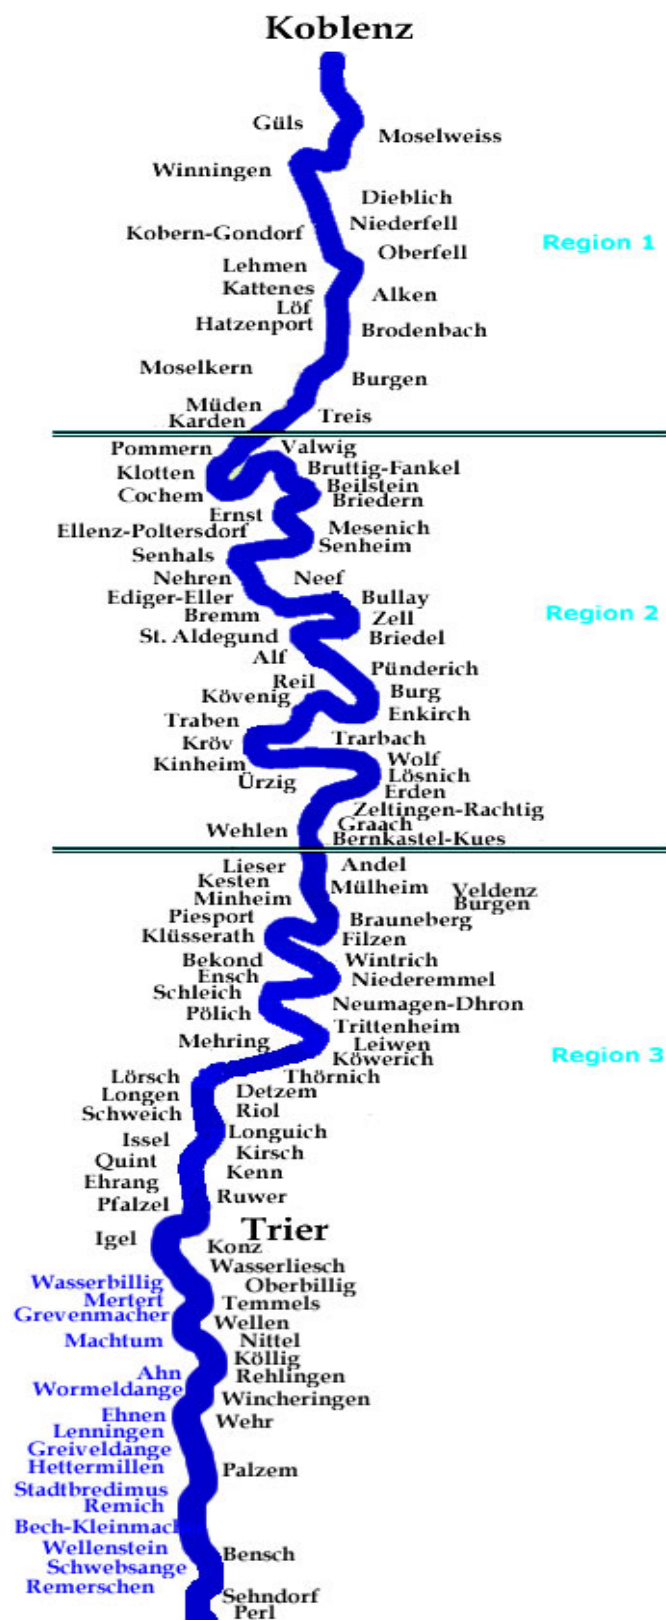 Koblenz
Güls
Moselweiss
Winningen
Dieblich
Niederfell
Kobern-Gondorf
Region 1
Oberfell
Lehmen
Kattenes
Alken
Löf
Hatzenport
Brodenbach
Moselkern
Burgen
Müden
Treis
Karden
Pommern
Valwig
Klotten
Bruttig-Fankel
Beilstein
Cochem
Briedern
Ernst
Mesenich
Ellenz-Poltersdorf
Senheim
Senhals
Nehren
Neef
Ediger-Eller
Bullay
Bremm
Region 2
Zell
St. Aldegund
Briedel
Alf
Pünderich
Reil
Burg
Kövenig
Enkirch
Traben
Trarbach
Kröv
Wolf
Kinheim
Lösnich
Ürzig
Erden
Zeltingen-Rachtig
Graach
Wehlen
Bernkastel-Kues
Lieser
Andel
Kesten
Mülheim
Veldenz
Minheim
Burgen
Piesport
Brauneberg
Klüsserath
Filzen
Bekond
Wintrich
Ensch
Niederemmel
Schleich
Neumagen-Dhron
Pölich
Trittenheim
Mehring
Leiwen
Region 3
Köwerich
Lörsch
Thörnich
Longen
Detzem
Schweich
Riol
Longuich
Issel
Kirsch
Quint
Kenn
Ehrang
Ruwer
Pfalzel
Trier
Igel
Konz
Wasserliesch
Wasserbillig
Oberbillig
Mertert
Temmels
Grevenmacher
Wellen
Machtum
Nittel
Köllig
Ahn
Rehlingen
Wormeldange
Wincheringen
Ehnen
Wehr
Lenningen
Greiveldange
Hettermillen
Palzem
Stadtbredimus
Remich
Bech-Kleinmach
Wellenstein
Bensch
Schwebsange
Remerschen
Sehndorf
Perl